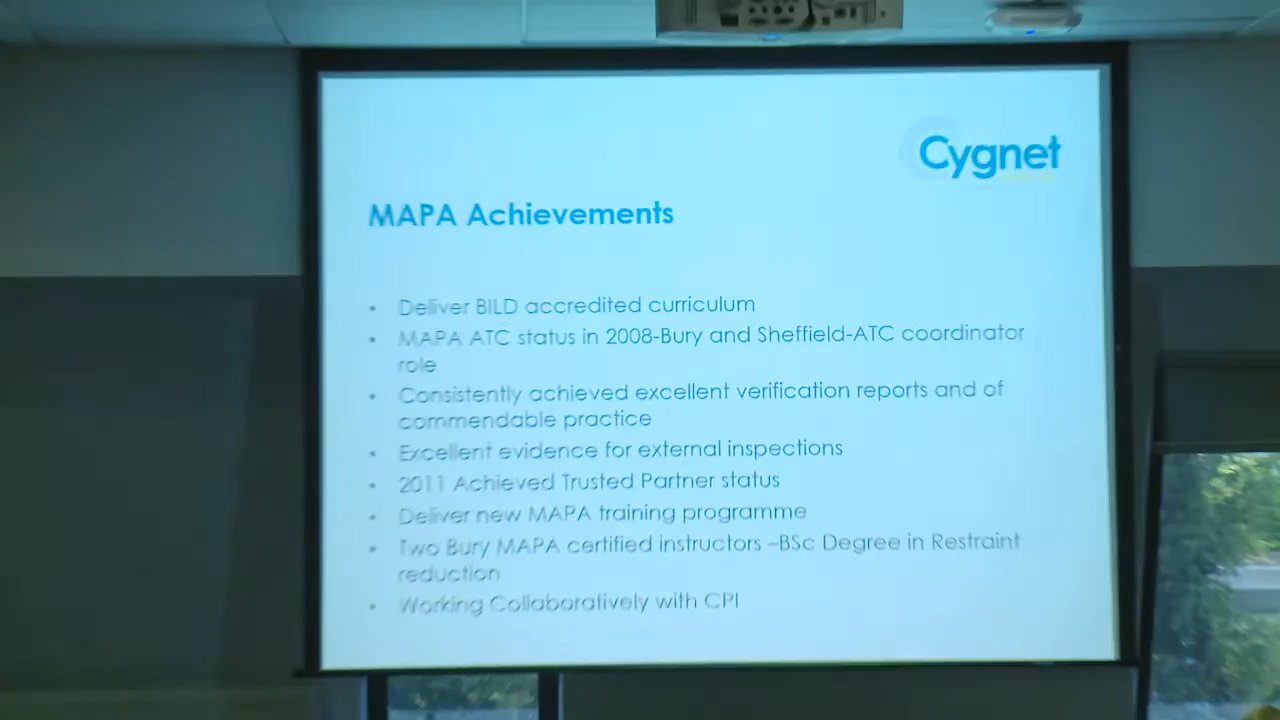 Cygnet
MAPA Achievements
• Deliver BILD accredited curriculum
• MAPA ATC status in 2008-Bury and Sheffield-ATC coordinator
role
• Consistently achieved excellent verification reports and of
commendable practice
• Excellent evidence for external inspections
• 2011 Achieved Trusted Partner status
• Deliver new MAPA training programme
• Two Bury MAPA certified instructors –BSc Degree in Restraint
reduction
• Working Collaboratively with CPI